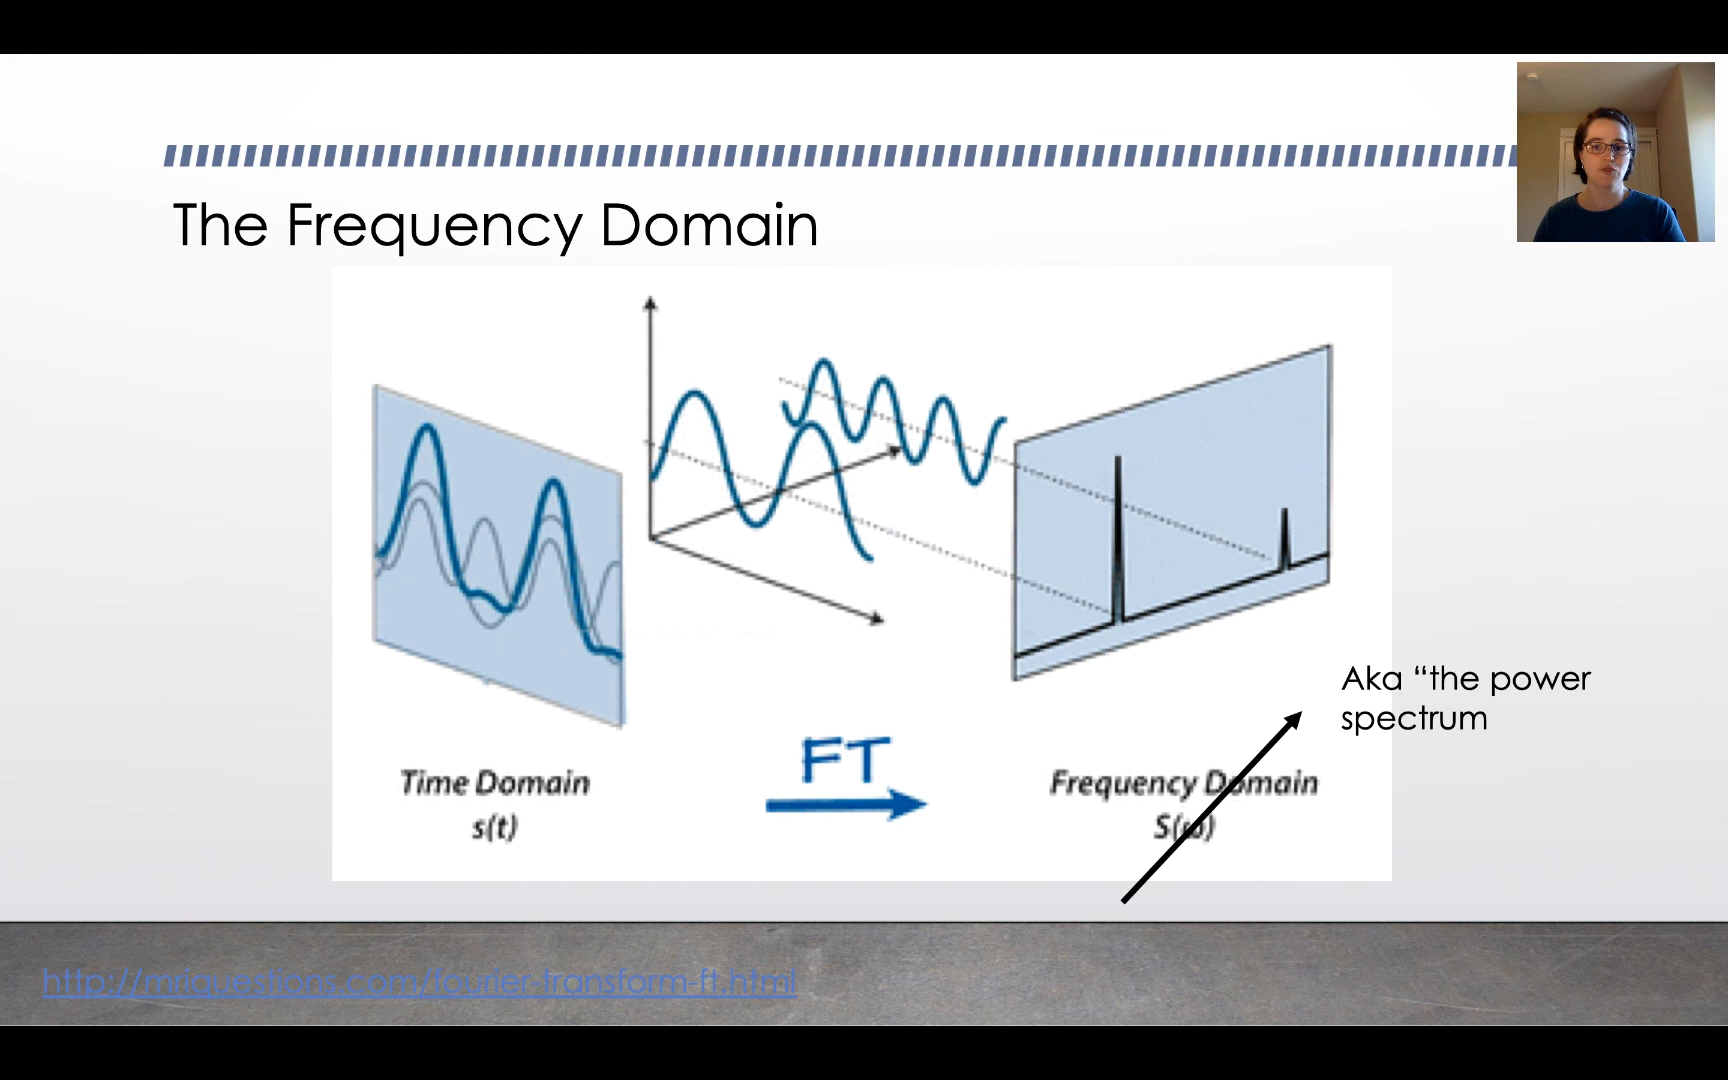 The Frequency Domain
Aka “the power
spectrum
FT
Time Domain
s(t)
Frequency Domain
S(ω)
http://mriquestions.com/fourier-transform-ft.html